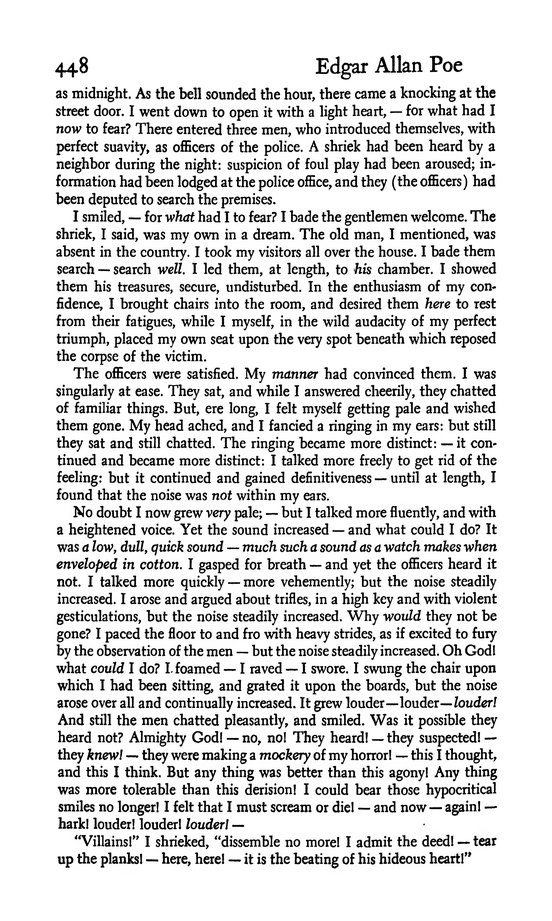 448 Edgar Allan Poe
as midnight. As the bell sounded the hour, there came a knocking at the
street door. I went down to open it with a light heart, — for what had I
now to fear? There entered three men, who introduced themselves, with
perfect suavity, as officers of the police. A shriek had been heard by a
neighbor during the night: suspicion of foul play had been aroused; in-
formation had been lodged at the police office, and they (the officers) had
been deputed to search the premises.
I smiled, — for what had I to fear? I bade the gentlemen welcome. The
shriek, I said, was my own in a dream. The old man, I mentioned, was
absent in the country. I took my visitors all over the house. I bade them
search — search well. I led them, at length, to his chamber. I showed
them his treasures, secure, undisturbed. In the enthusiasm of my con-
fidence, I brought chairs into the room, and desired them here to rest
from their fatigues, while I myself, in the wild audacity of my perfect
triumph, placed my own seat upon the very spot beneath which reposed
the corpse of the victim.
The officers were satisfied. My manner had convinced them. I was
singularly at ease. They sat, and while I answered cheerily, they chatted
of familiar things. But, ere long, I felt myself getting pale and wished
them gone. My head ached, and I fancied a ringing in my ears: but still
they sat and still chatted. The ringing became more distinct: — it con-
tinued and became more distinct: I talked more freely to get rid of the
feeling: but it continued and gained definitiveness — until at length, I
found that the noise was not within my ears.
No doubt I now grew very pale; — but I talked more fluently, and with
a heightened voice. Yet the sound increased — and what could I do? It
was a low, dull, quick sound — much such a sound as a watch makes when
enveloped in cotton. I gasped for breath — and yet the officers heard it
not. I talked more quickly — more vehemently; but the noise steadily
increased. I arose and argued about trifles, in a high key and with violent
gesticulations, but the noise steadily increased. Why would they not be
gone? I paced the floor to and fro with heavy strides, as if excited to fury
by the observation of the men — but the noise steadily increased. Oh God!
what could I do? I foamed — I raved — I swore. I swung the chair upon
which I had been sitting, and grated it upon the boards, but the noise
arose over all and continually increased. It grew louder—louder—louder!
And still the men chatted pleasantly, and smiled. Was it possible they
heard not? Almighty God! — no, no! They heard! — they suspected! —
they knew! — they were making a mockery of my horror! — this I thought,
and this I think. But any thing was better than this agony! Any thing
was more tolerable than this derision! I could bear those hypocritical
smiles no longer! I felt that I must scream or die! — and now — again! —
hark! louder! louder! louder! —
"Villains!" I shrieked, "dissemble no more! I admit the deed! — tear
up the planks! — here, here! — it is the beating of his hideous heart!"